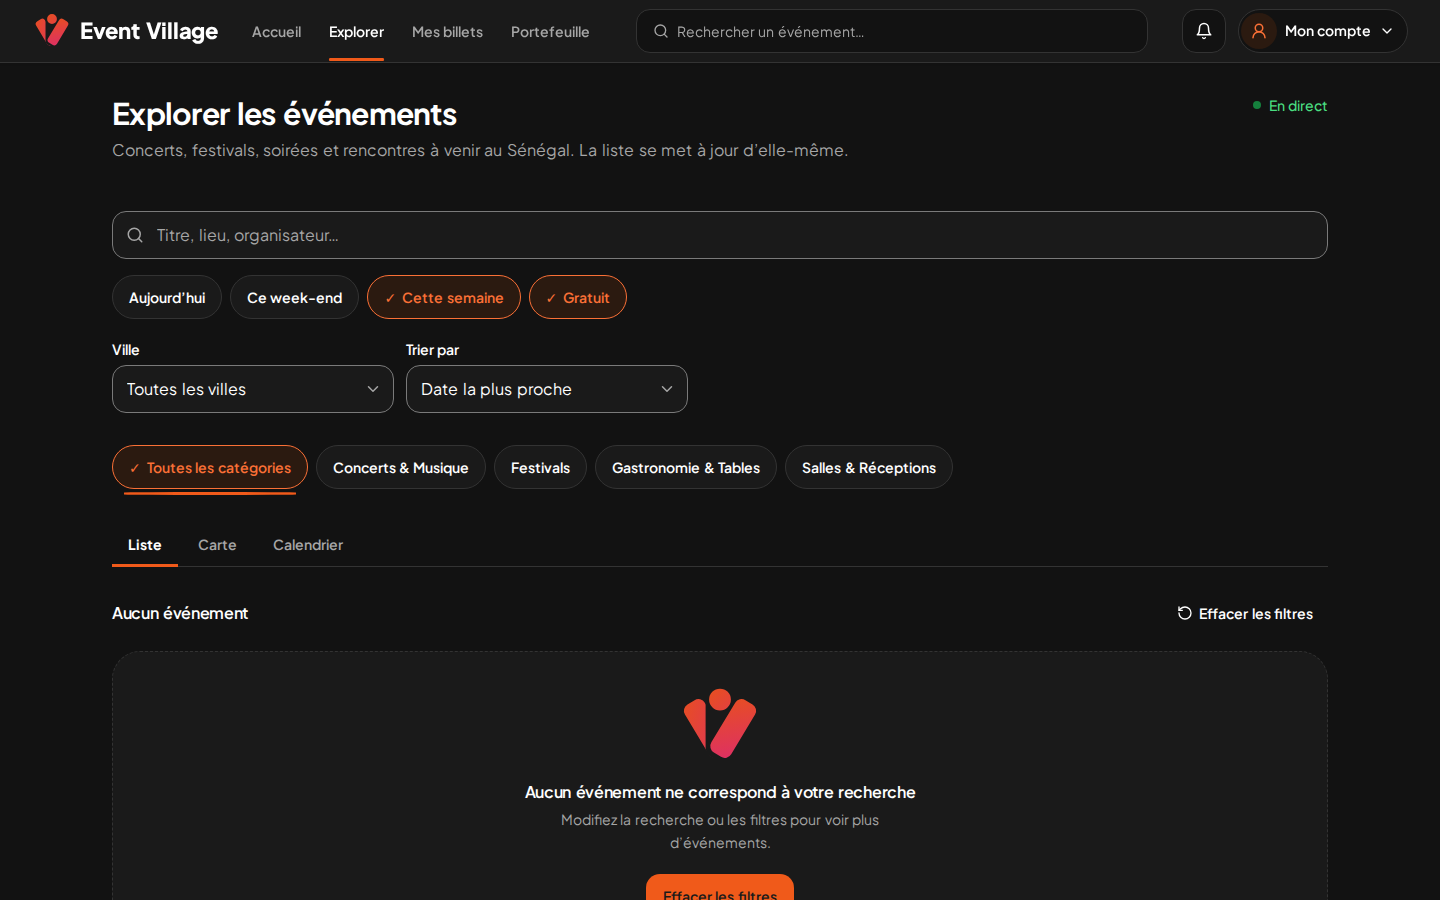 Event Village
Accueil
Explorer
Mes billets
Portefeuille
Rechercher un événement…
Mon compte
Explorer les événements
En direct
Concerts, festivals, soirées et rencontres à venir au Sénégal. La liste se met à jour d’elle-même.
Titre, lieu, organisateur…
Aujourd’hui
Ce week-end
✓ Cette semaine
✓ Gratuit
Ville
Trier par
Toutes les villes
Date la plus proche
✓ Toutes les catégories
Concerts & Musique
Festivals
Gastronomie & Tables
Salles & Réceptions
Liste
Carte
Calendrier
Aucun événement
Effacer les filtres
Aucun événement ne correspond à votre recherche
Modifiez la recherche ou les filtres pour voir plus
d’événements.
Effacer les filtres